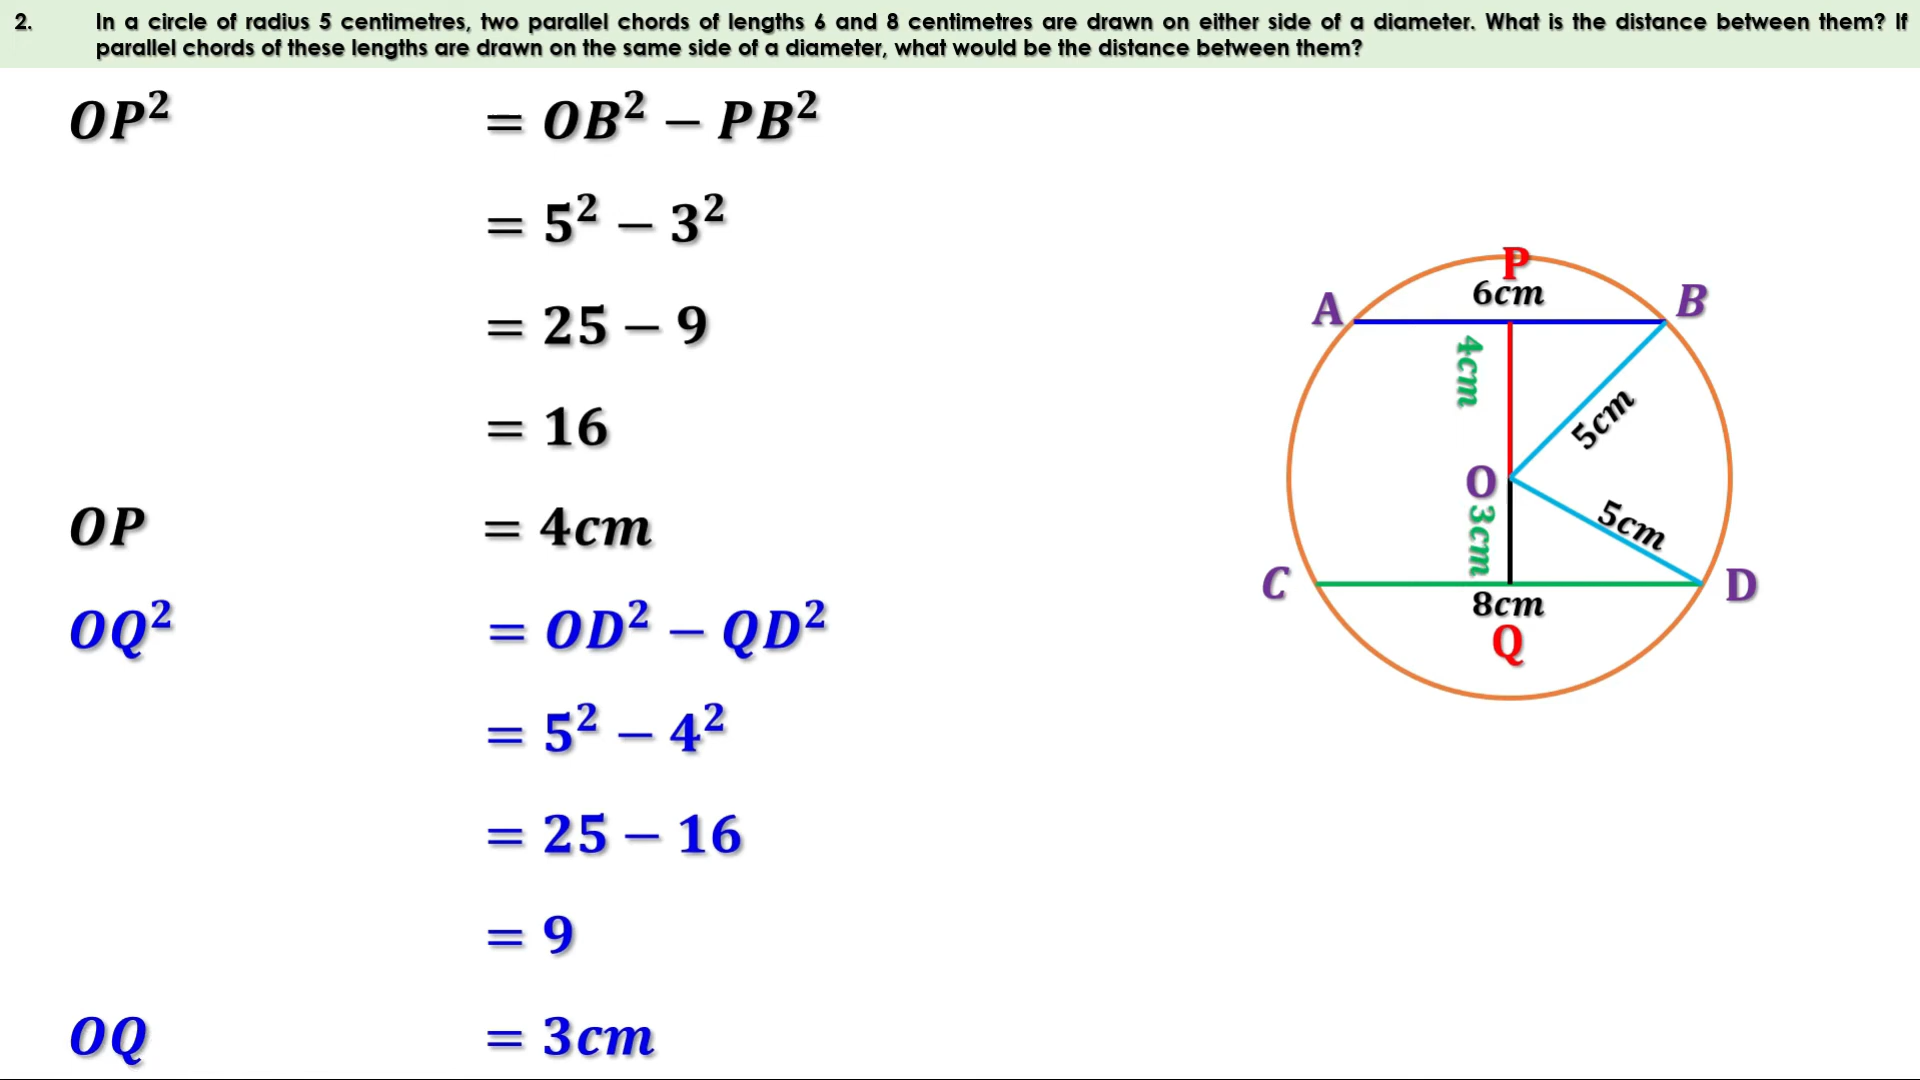 2. In a circle of radius 5 centimetres, two parallel chords of lengths 6 and 8 centimetres are drawn on either side of a diameter. What is the distance between them? If
parallel chords of these lengths are drawn on the same side of a diameter, what would be the distance between them?
OP² = OB² − PB²
= 5² − 3²
= 25 − 9
= 16
OP = 4cm
OQ² = OD² − QD²
= 5² − 4²
= 25 − 16
= 9
OQ = 3cm
P
6cm
A
B
4cm
5cm
O
3cm
5cm
C
D
8cm
Q